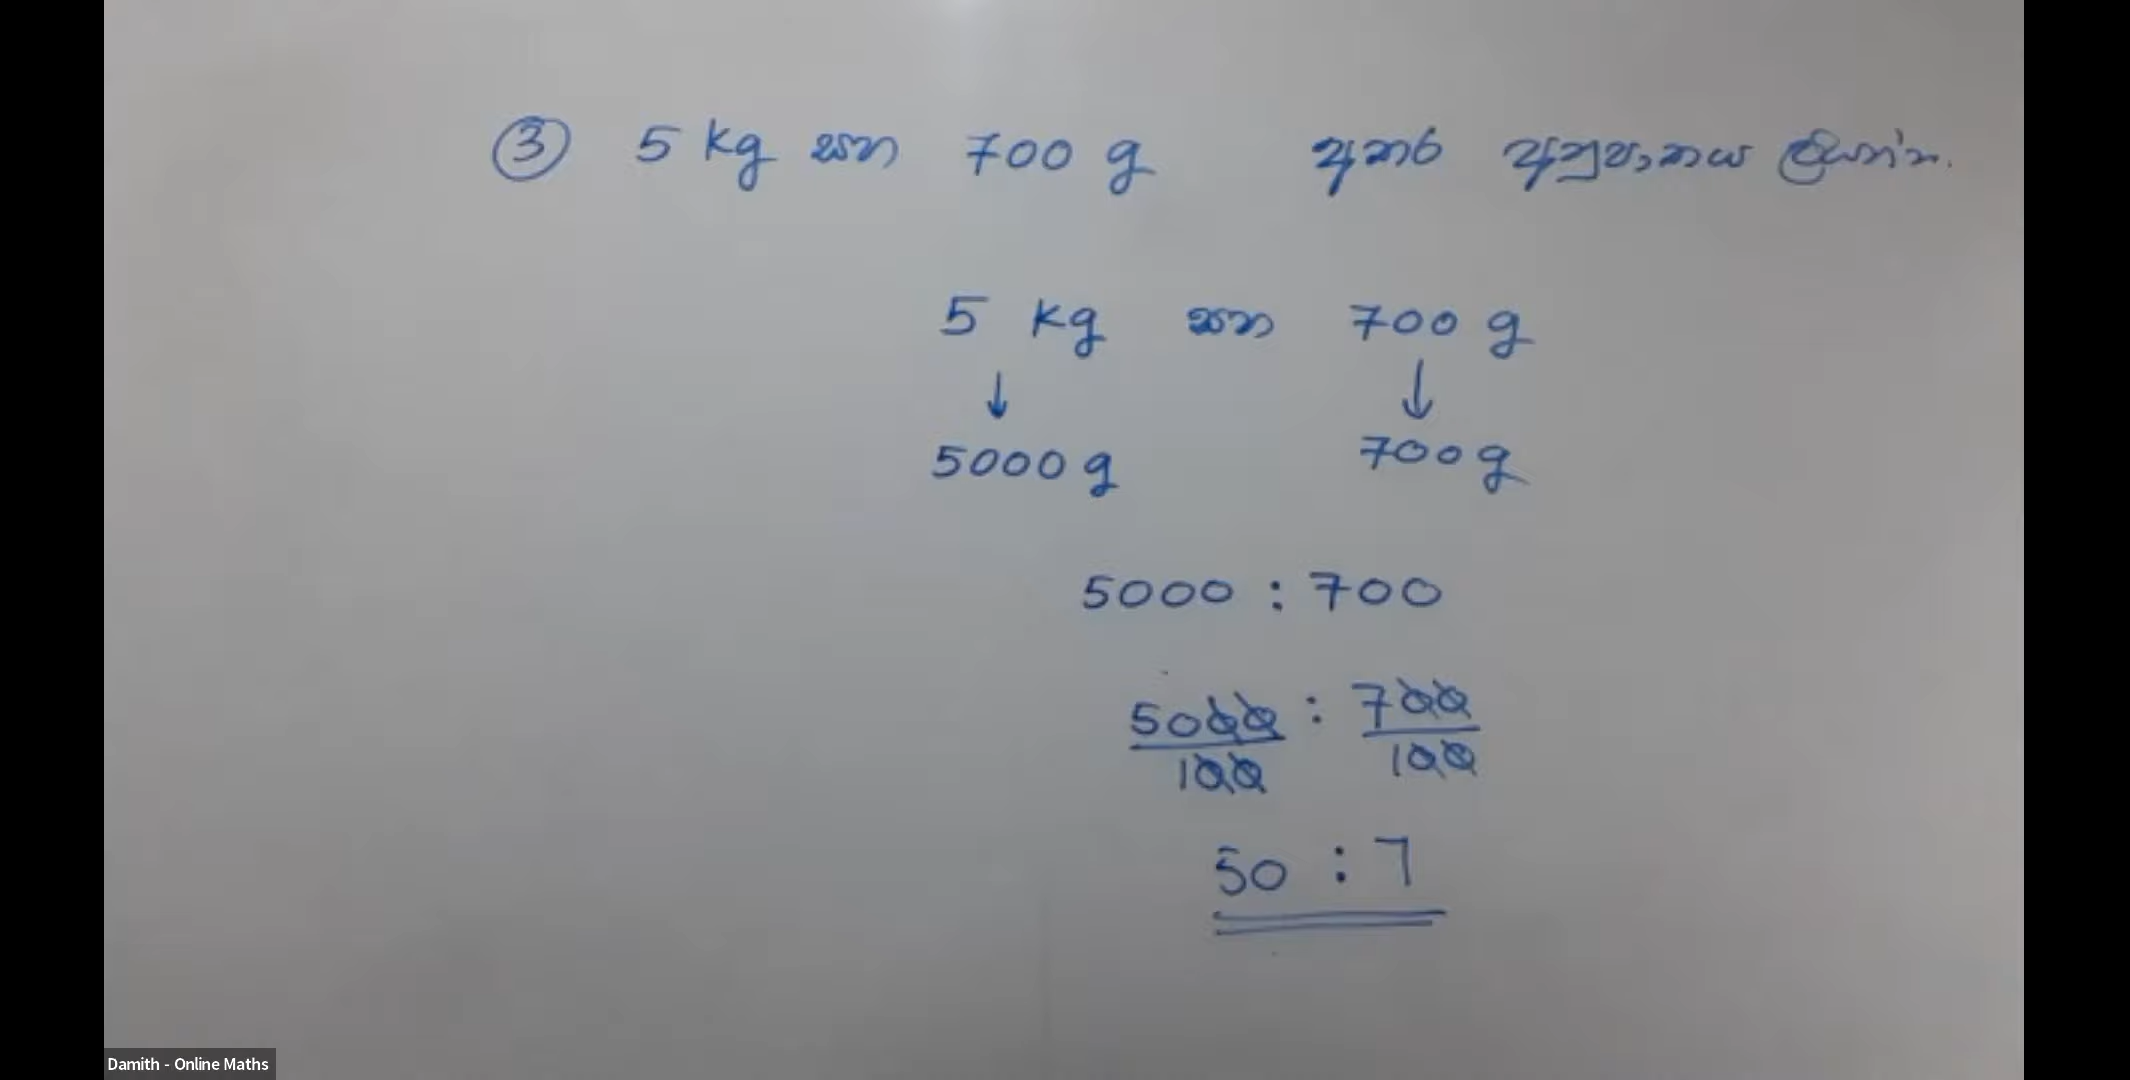 ③ 5 kg සහ 700 g අතර අනුපාතය ලියන්න.
5 kg සහ 700 g
↓ ↓
5000 g 700 g
5000 : 700
5000/100 : 700/100
50 : 7
Damith - Online Maths